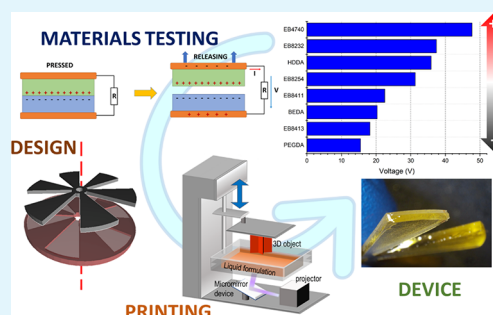 MATERIALS TESTING
PRESSED
R
RELEASING
I
R
V
EB4740
EB8232
HDDA
EB8254
EB8411
BEDA
EB8413
PEGDA
0 10 20 30 40 50
Voltage (V)
DESIGN
3D object
Liquid formulation
Micromirror
device
projector
PRINTING
DEVICE